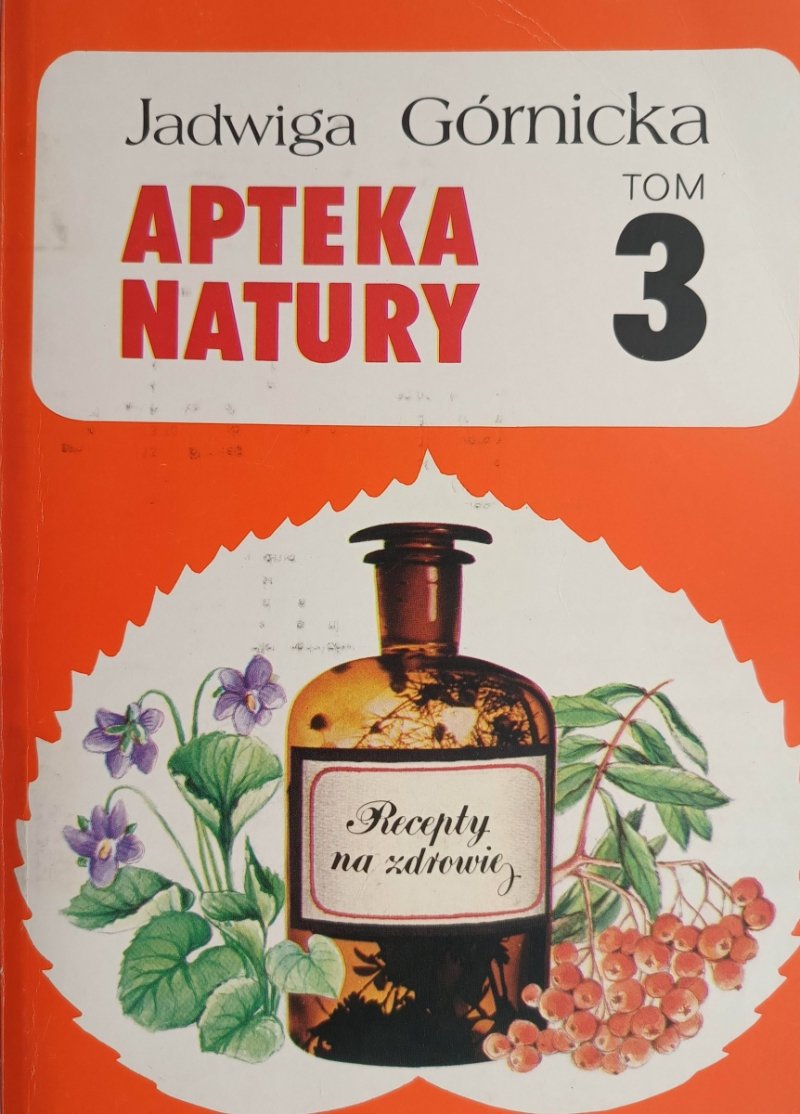 Jadwiga Górnicka
APTEKA
NATURY
TOM
3
Recepty
na zdrowie